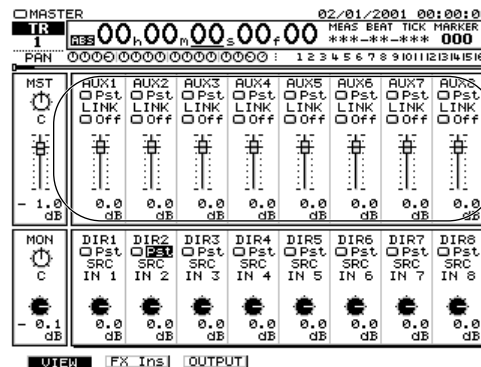 MASTER 02/01/2001 00:00:0
TR 1 ABS 00h00m00s00f00 MEAS BEAT TICK MARKER
***-**-*** 000
PAN 1 2 3 4 5 6 7 8 9 10 11 12 13 14 15 16
MST AUX1 AUX2 AUX3 AUX4 AUX5 AUX6 AUX7 AUX8
Pst Pst Pst Pst Pst Pst Pst Pst
C LINK LINK LINK LINK LINK LINK LINK LINK
Off Off Off Off Off Off Off Off
- 1.0 0.0 0.0 0.0 0.0 0.0 0.0 0.0 0.0
dB dB dB dB dB dB dB dB dB
MON DIR1 DIR2 DIR3 DIR4 DIR5 DIR6 DIR7 DIR8
Pst Pst Pst Pst Pst Pst Pst Pst
SRC SRC SRC SRC SRC SRC SRC SRC
C IN 1 IN 2 IN 3 IN 4 IN 5 IN 6 IN 7 IN 8
- 0.1 0.0 0.0 0.0 0.0 0.0 0.0 0.0 0.0
dB dB dB dB dB dB dB dB dB
VIEW FX Ins OUTPUT